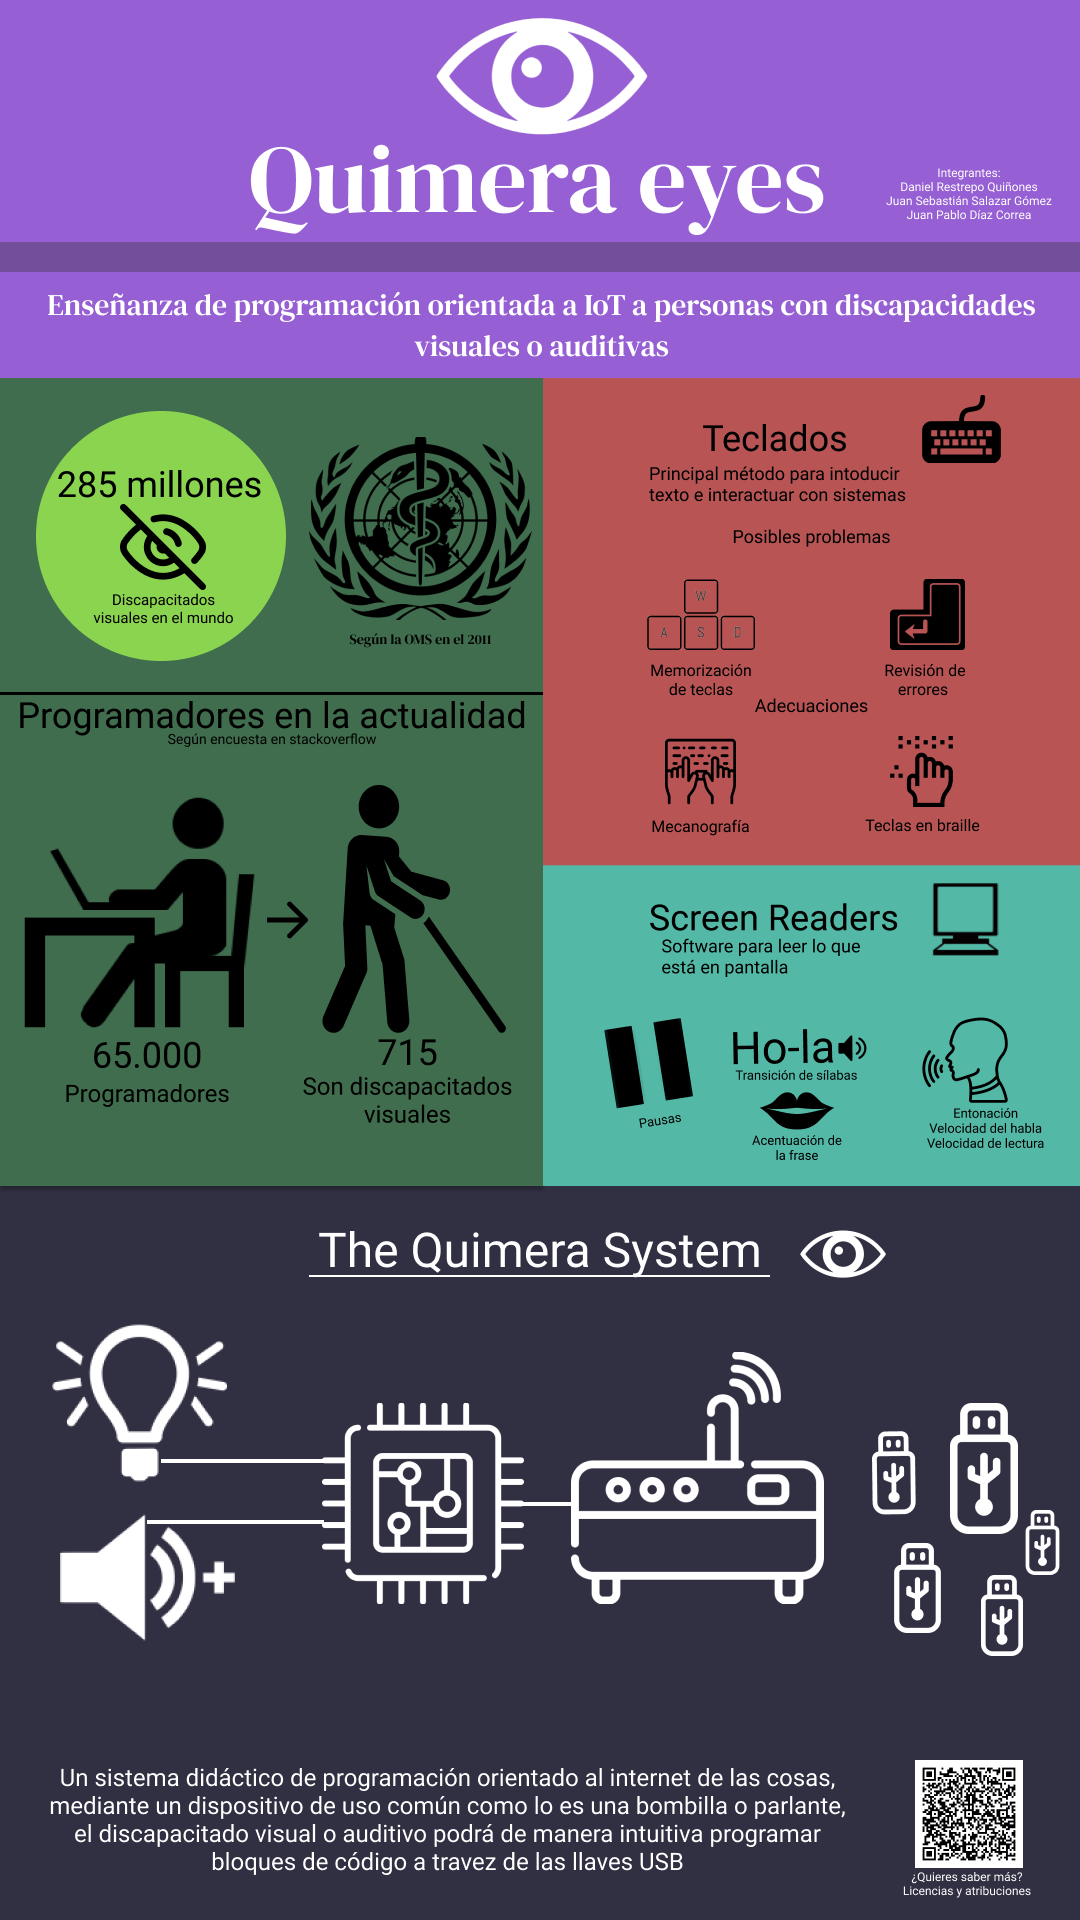 Quimera eyes
Integrantes:
Daniel Restrepo Quiñones
Juan Sebastián Salazar Gómez
Juan Pablo Díaz Correa
Enseñanza de programación orientada a IoT a personas con discapacidades
visuales o auditivas
285 millones
Discapacitados
visuales en el mundo
Según la OMS en el 2011
Programadores en la actualidad
Según encuesta en stackoverflow
65.000
Programadores
715
Son discapacitados
visuales
Teclados
Principal método para intoducir
texto e interactuar con sistemas
Posibles problemas
W
A S D
Memorización
de teclas
Revisión de
errores
Adecuaciones
Mecanografía
Teclas en braille
Screen Readers
Software para leer lo que
está en pantalla
Pausas
Ho-la
Transición de sílabas
Acentuación de
la frase
Entonación
Velocidad del habla
Velocidad de lectura
The Quimera System
Un sistema didáctico de programación orientado al internet de las cosas,
mediante un dispositivo de uso común como lo es una bombilla o parlante,
el discapacitado visual o auditivo podrá de manera intuitiva programar
bloques de código a travez de las llaves USB
¿Quieres saber más?
Licencias y atribuciones